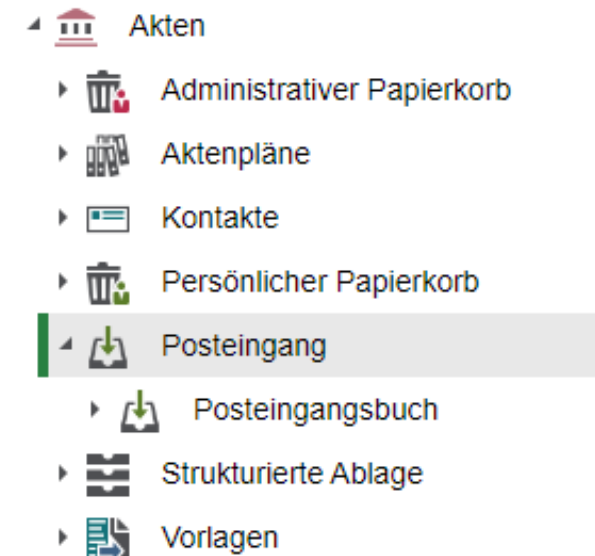 Akten
Administrativer Papierkorb
Aktenpläne
Kontakte
Persönlicher Papierkorb
Posteingang
Posteingangsbuch
Strukturierte Ablage
Vorlagen